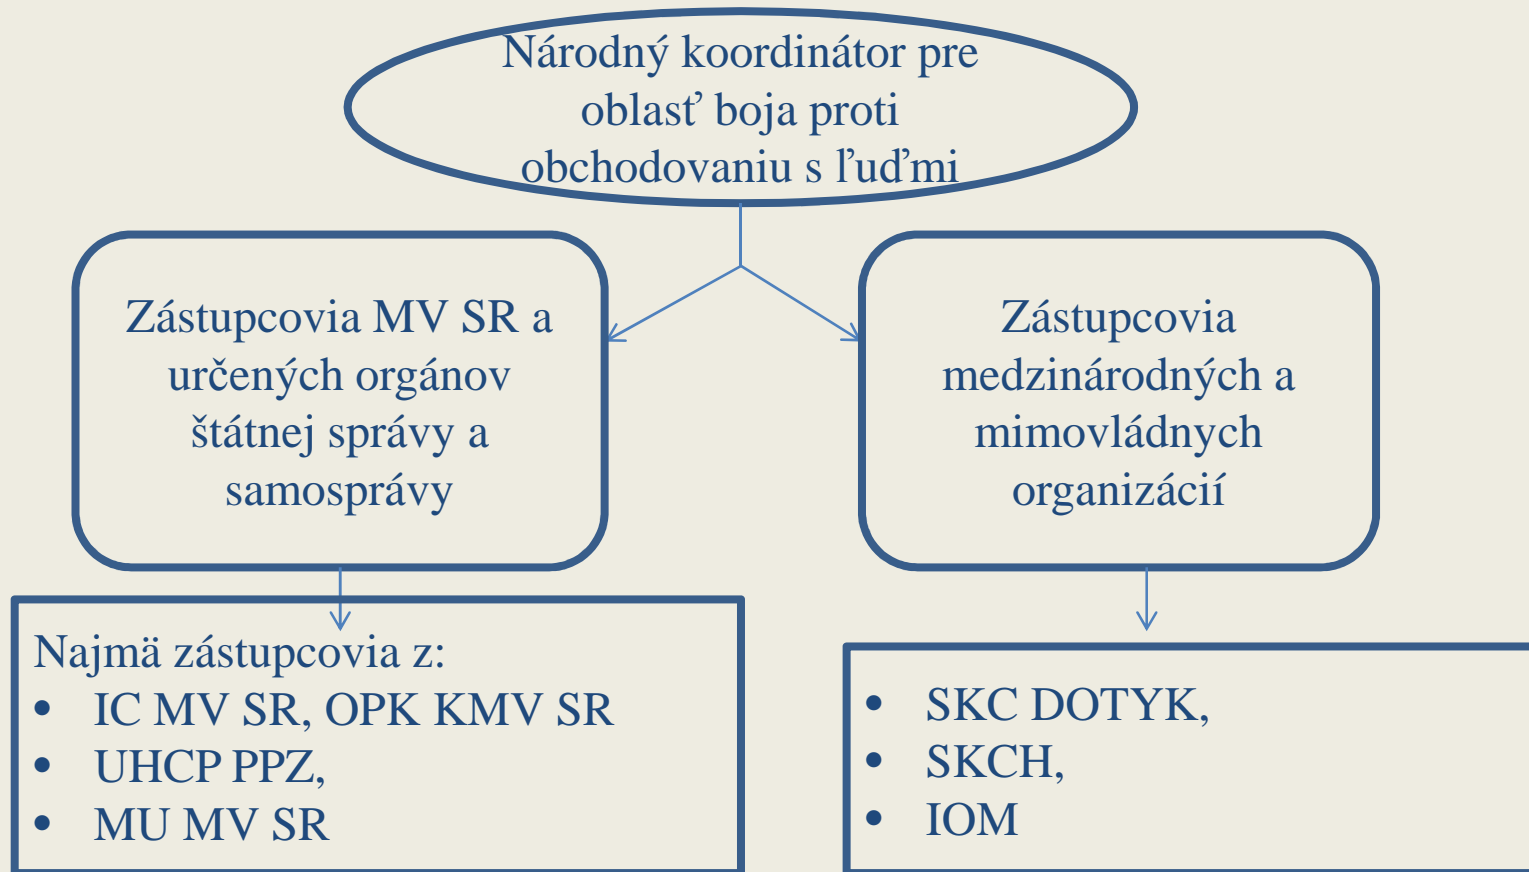 Národný koordinátor pre
oblasť boja proti
obchodovaniu s ľuďmi
Zástupcovia MV SR a
určených orgánov
štátnej správy a
samosprávy
Zástupcovia
medzinárodných a
mimovládnych
organizácií
Najmä zástupcovia z:
• IC MV SR, OPK KMV SR
• UHCP PPZ,
• MU MV SR
• SKC DOTYK,
• SKCH,
• IOM